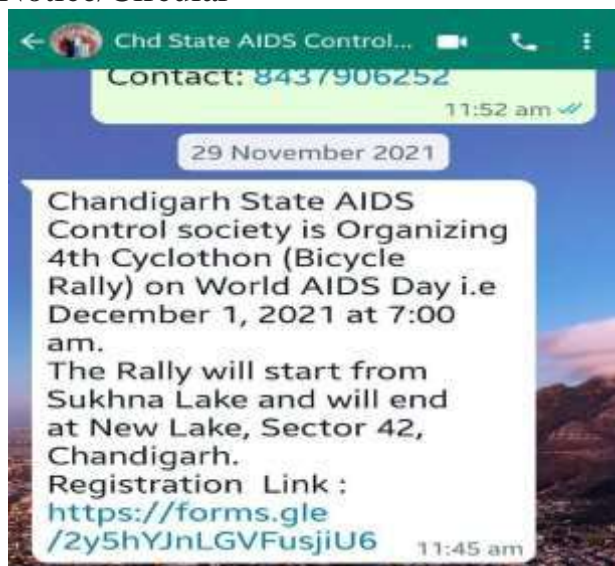 Notice/Circular
Chd State AIDS Control...
Contact: 8437906252
11:52 am
29 November 2021
Chandigarh State AIDS
Control society is Organizing
4th Cyclothon (Bicycle
Rally) on World AIDS Day i.e
December 1, 2021 at 7:00
am.
The Rally will start from
Sukhna Lake and will end
at New Lake, Sector 42,
Chandigarh.
Registration Link :
https://forms.gle
/2y5hYJnLGVFusjiU6
11:45 am